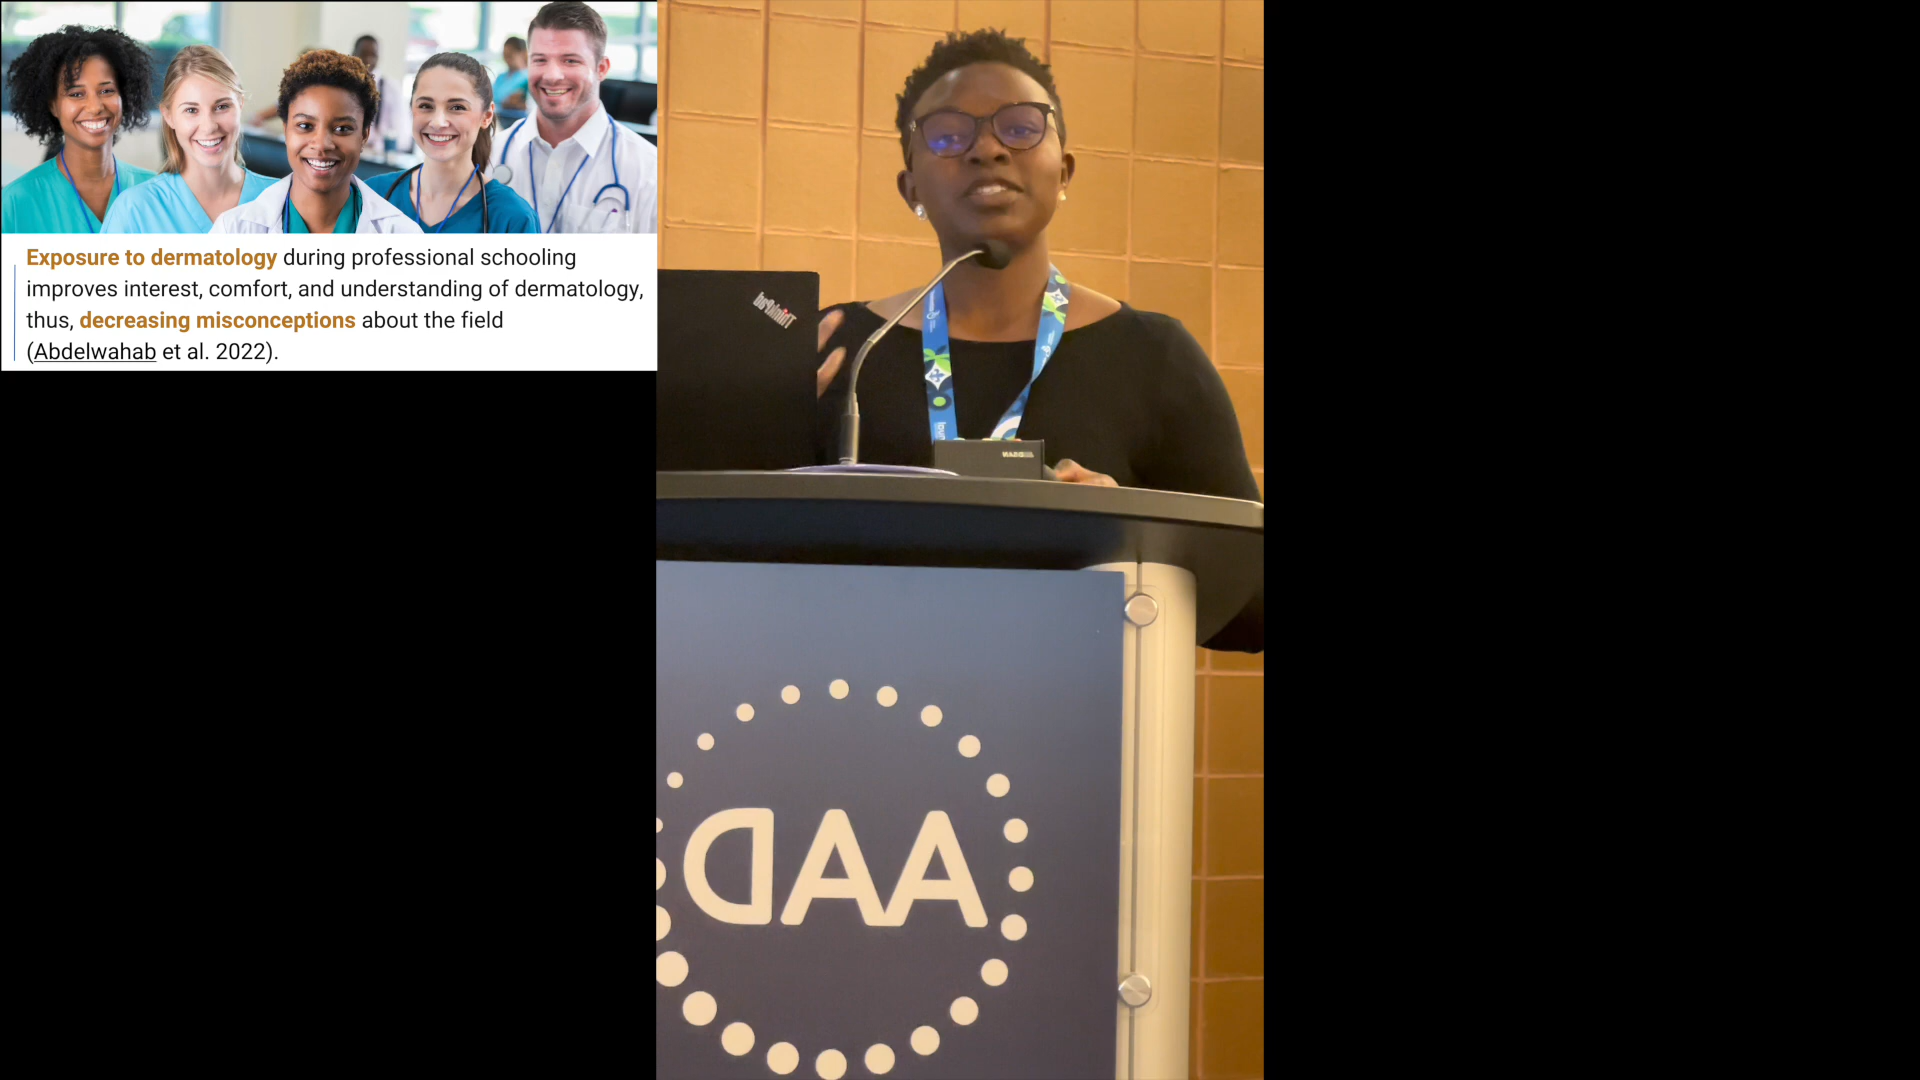 Exposure to dermatology during professional schooling
improves interest, comfort, and understanding of dermatology,
thus, decreasing misconceptions about the field
(Abdelwahab et al. 2022).
ThinkPad
AAD